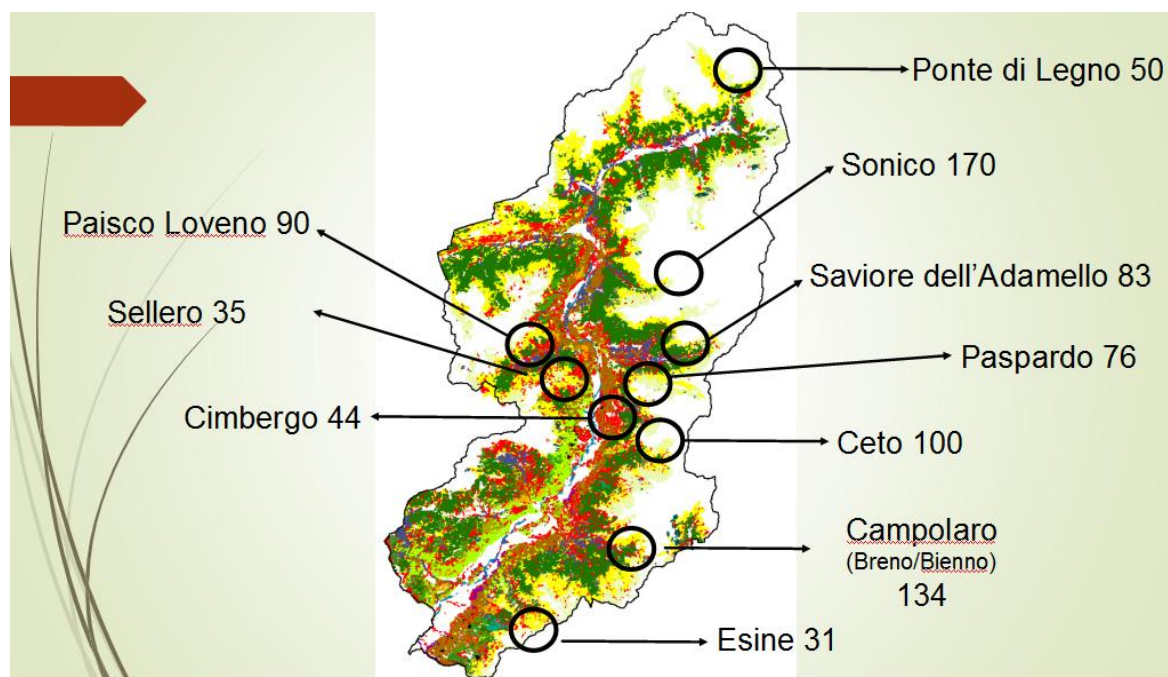 Ponte di Legno 50
Sonico 170
Paisco Loveno 90
Saviore dell'Adamello 83
Sellero 35
Paspardo 76
Cimbergo 44
Ceto 100
Campolaro
(Breno/Bienno)
134
Esine 31